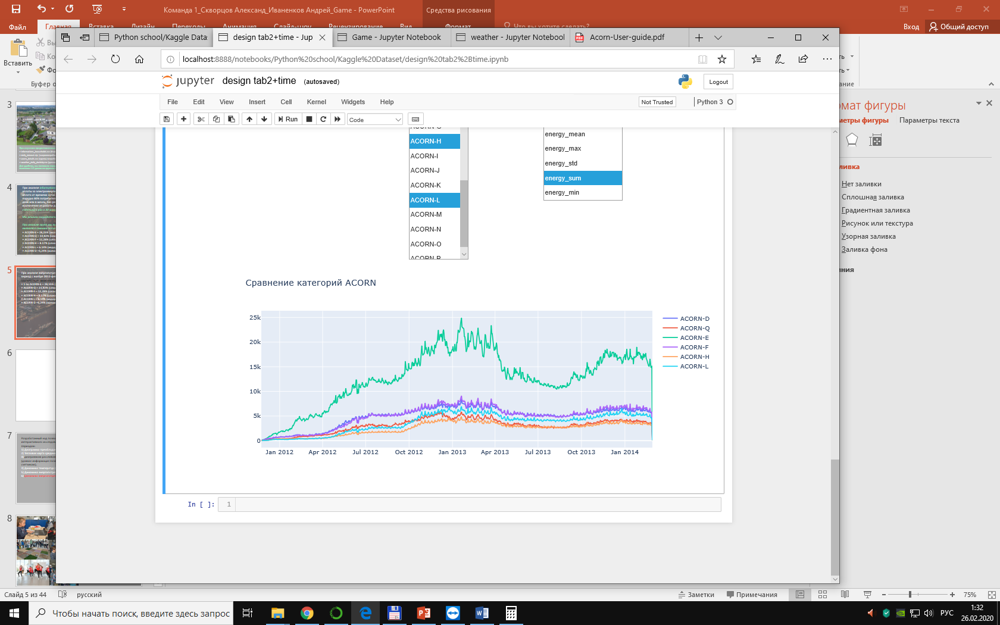 Команда 1_Скворцов Александ_Иваненков Андрей_Game - PowerPoint
Средства рисования
Файл
Главная
Вставка
Дизайн
Переходы
Анимация
Слайд-шоу
Рецензирование
Вид
Формат
Что вы хотите сделать?
Вход
Общий доступ
Вставить
Вы
Ко
Фо
Буфер о
Python school/Kaggle Datas
design tab2+time - Jup
Game - Jupyter Notebook
weather - Jupyter Notebool
Acorn-User-guide.pdf
localhost:8888/notebooks/Python%20school/Kaggle%20Dataset/design%20tab2%2Btime.ipynb
jupyter design tab2+time (autosaved)
Logout
File Edit View Insert Cell Kernel Widgets Help
Not Trusted
Python 3
Run
Code
ACORN-H
ACORN-I
ACORN-J
ACORN-K
ACORN-L
ACORN-M
ACORN-N
ACORN-O
ACORN-P
energy_mean
energy_max
energy_std
energy_sum
energy_min
Сравнение категорий ACORN
25k
20k
15k
10k
5k
0
Jan 2012 Apr 2012 Jul 2012 Oct 2012 Jan 2013 Apr 2013 Jul 2013 Oct 2013 Jan 2014
ACORN-D
ACORN-Q
ACORN-E
ACORN-F
ACORN-H
ACORN-L
In [ ]:
1
3
4
5
6
7
8
ание
рмат фигуры
метры фигуры
Параметры текста
ливка
Нет заливки
Сплошная заливка
Градиентная заливка
Рисунок или текстура
Узорная заливка
Заливка фона
иния
Слайд 5 из 44
русский
Заметки
Примечания
75%
Чтобы начать поиск, введите здесь запрос
РУС
1:32
26.02.2020